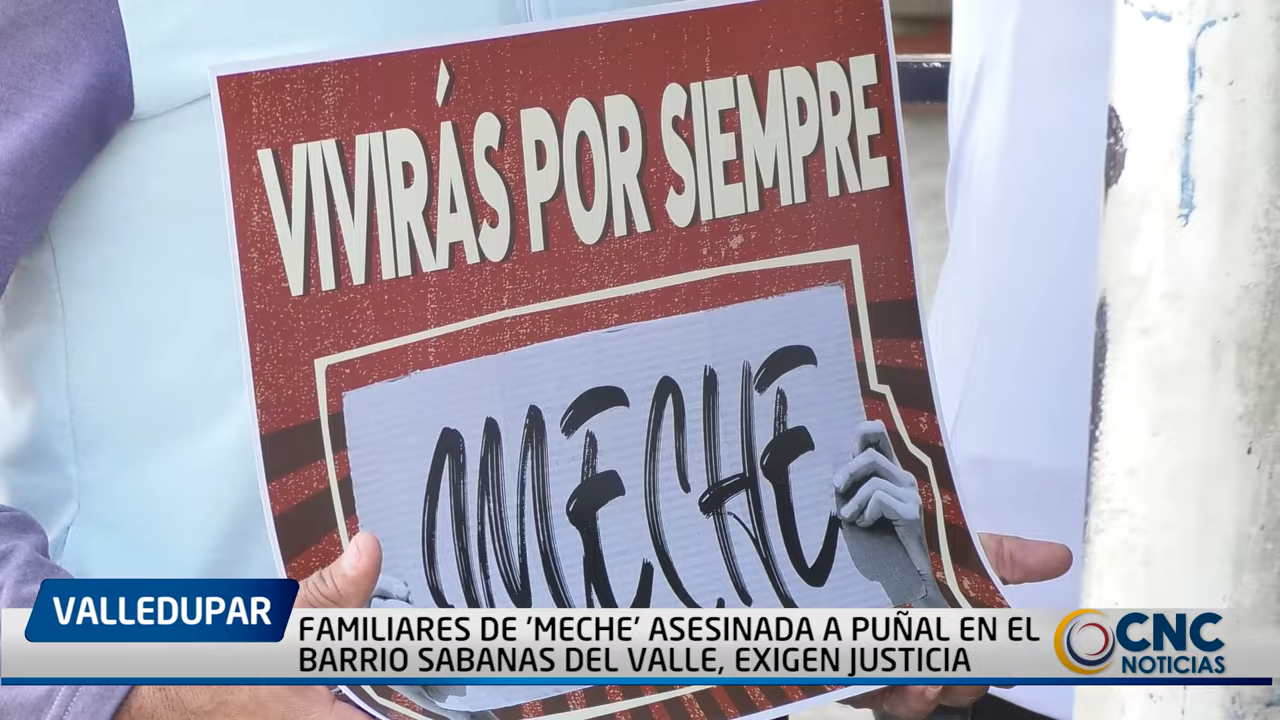 VIVIRÁS POR SIEMPRE
MECHE
VALLEDUPAR
FAMILIARES DE 'MECHE' ASESINADA A PUÑAL EN EL
BARRIO SABANAS DEL VALLE, EXIGEN JUSTICIA
CNC
NOTICIAS